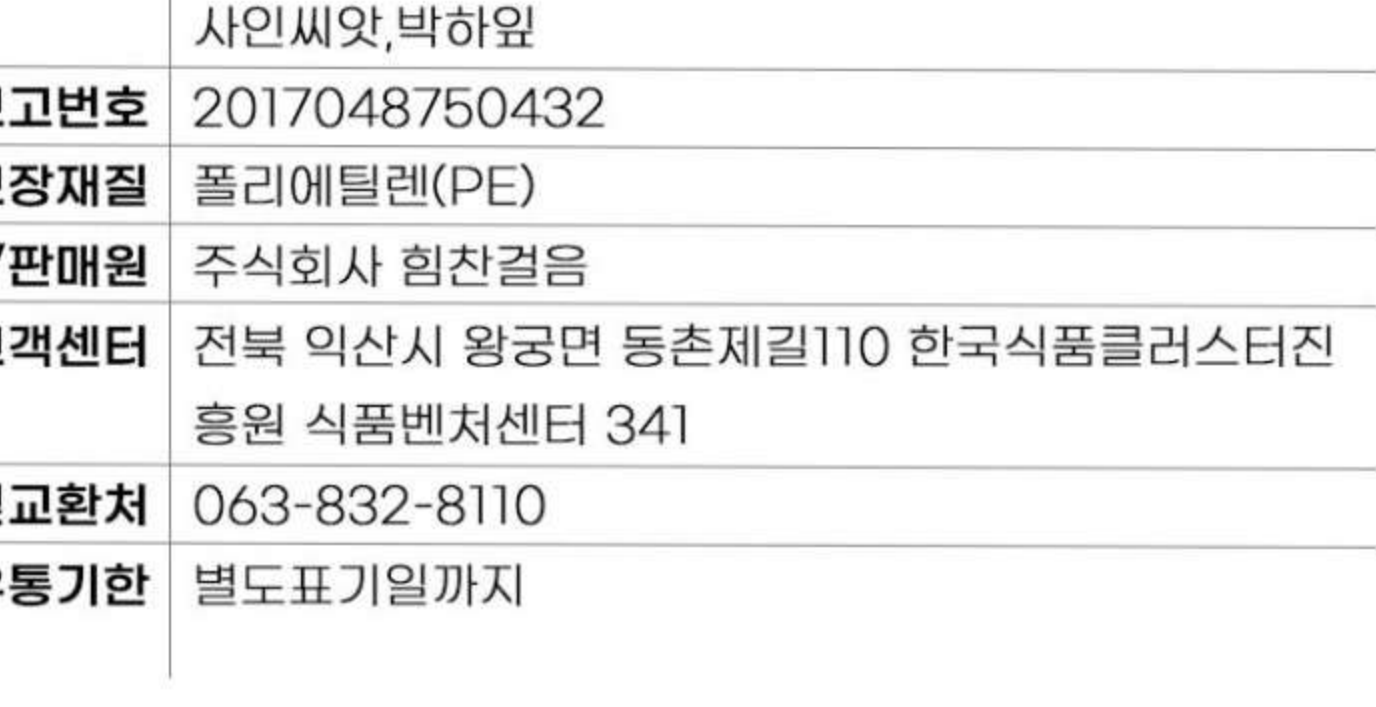 사인씨앗,박하잎
고번호 2017048750432
장재질 폴리에틸렌(PE)
/판매원 주식회사 힘찬걸음
객센터 전북 익산시 왕궁면 동촌제길110 한국식품클러스터진
흥원 식품벤처센터 341
교환처 063-832-8110
통기한 별도표기일까지